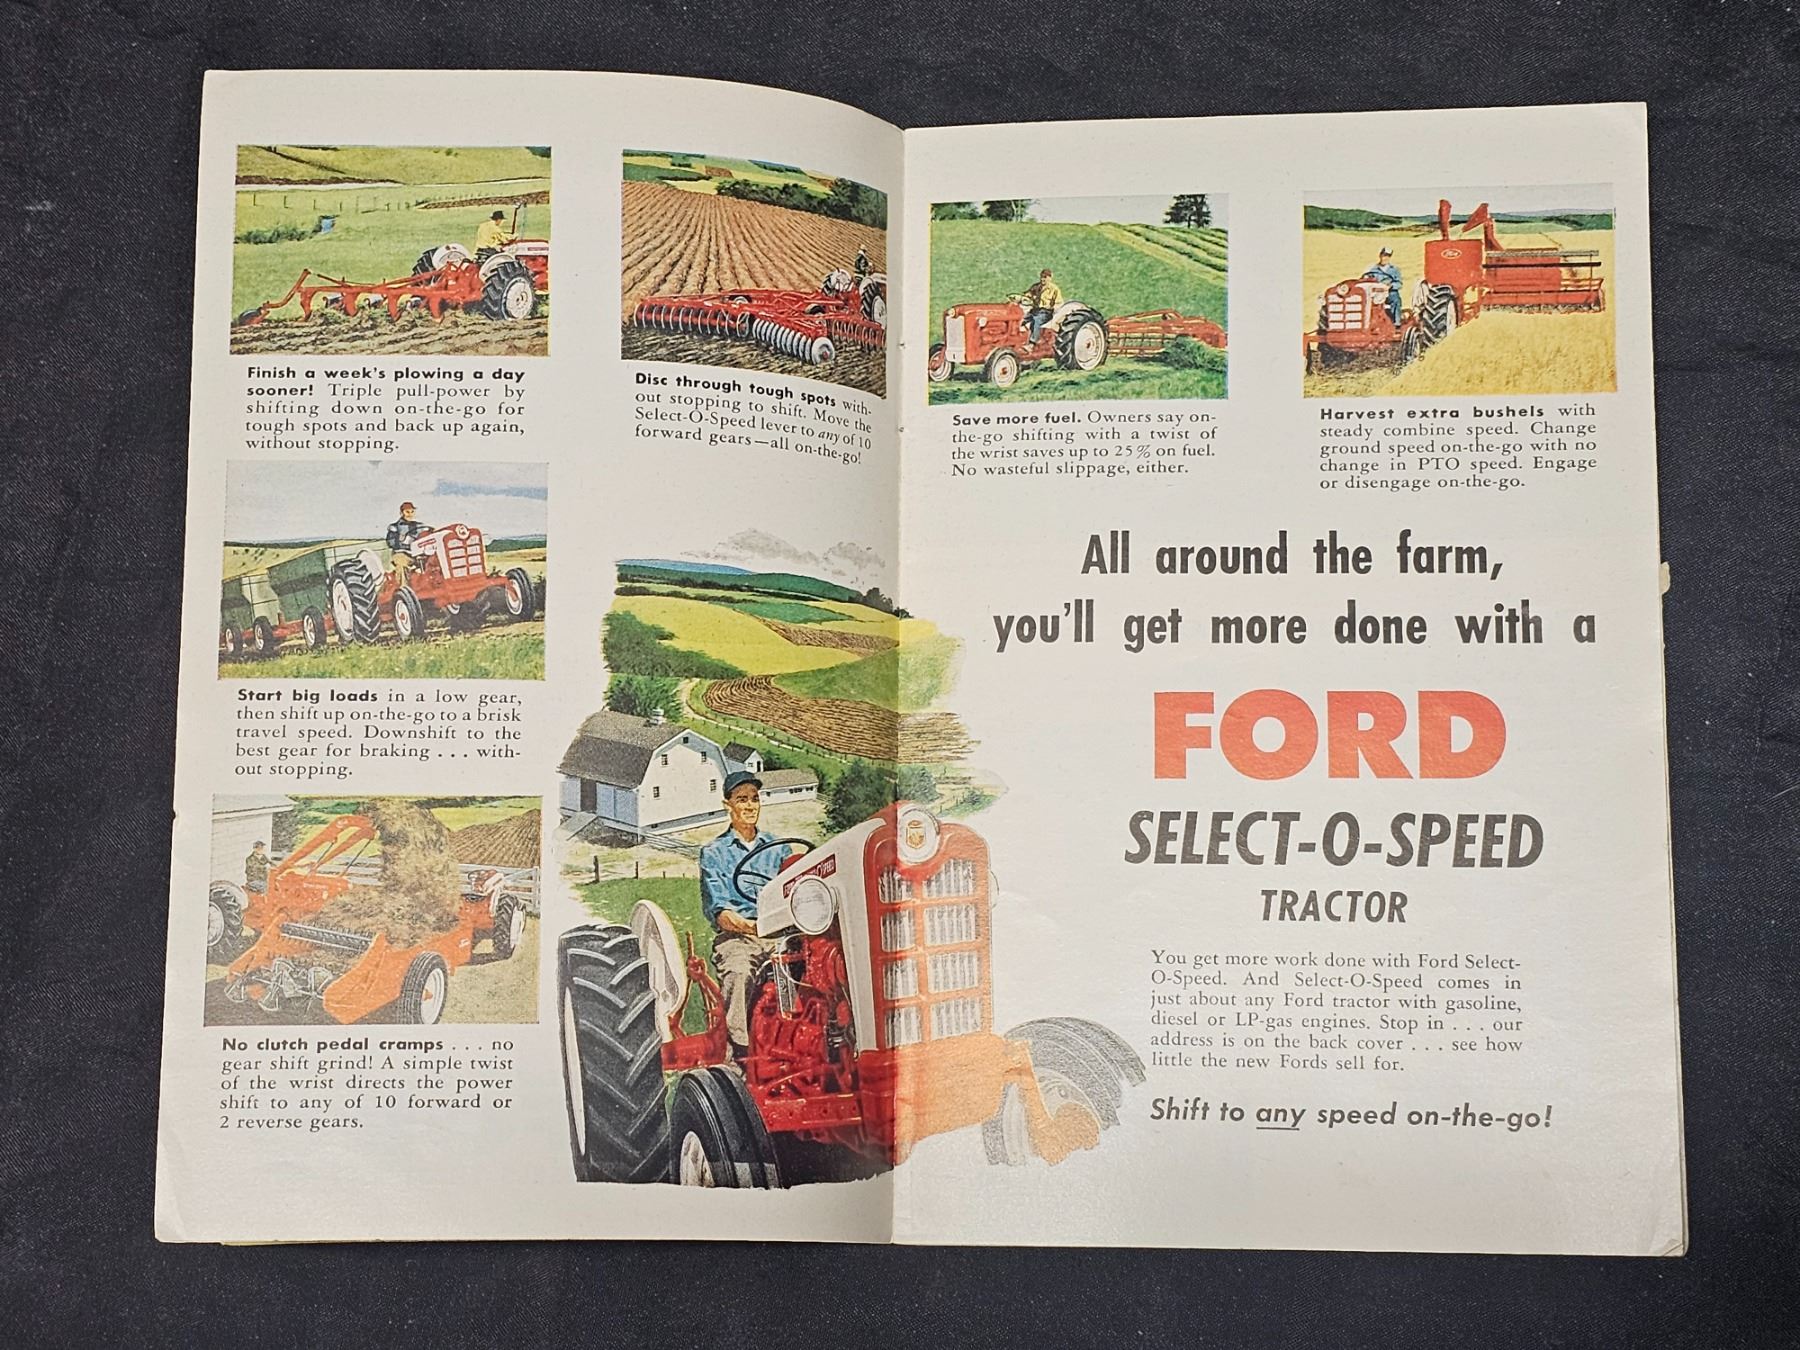 Finish a week's plowing a day
sooner! Triple pull-power by
shifting down on-the-go for
tough spots and back up again,
without stopping.
Disc through tough spots with-
out stopping to shift. Move the
Select-O-Speed lever to any of 10
forward gears—all on-the-go!
Start big loads in a low gear,
then shift up on-the-go to a brisk
travel speed. Downshift to the
best gear for braking . . . with-
out stopping.
No clutch pedal cramps . . . no
gear shift grind! A simple twist
of the wrist directs the power
shift to any of 10 forward or
2 reverse gears.
Save more fuel. Owners say on-
the-go shifting with a twist of
the wrist saves up to 25% on fuel.
No wasteful slippage, either.
Ford
Harvest extra bushels with
steady combine speed. Change
ground speed on-the-go with no
change in PTO speed. Engage
or disengage on-the-go.
All around the farm,
you'll get more done with a
FORD
SELECT-O-SPEED
TRACTOR
You get more work done with Ford Select-
O-Speed. And Select-O-Speed comes in
just about any Ford tractor with gasoline,
diesel or LP-gas engines. Stop in . . . our
address is on the back cover . . . see how
little the new Fords sell for.
Shift to any speed on-the-go!